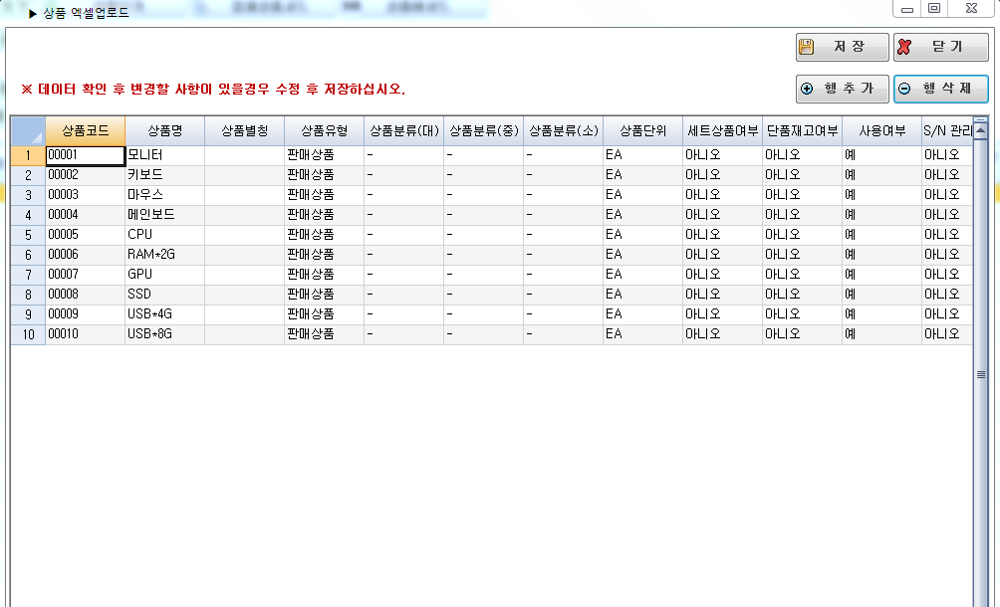 ▶ 상품 엑셀업로드
저 장 닫 기
※ 데이터 확인 후 변경할 사항이 있을경우 수정 후 저장하십시오. 행 추 가 행 삭 제
상품코드 상품명 상품별칭 상품유형 상품분류(대) 상품분류(중) 상품분류(소) 상품단위 세트상품여부 단품재고여부 사용여부 S/N 관리
1 00001 모니터 판매상품 - - - EA 아니오 아니오 예 아니오
2 00002 키보드 판매상품 - - - EA 아니오 아니오 예 아니오
3 00003 마우스 판매상품 - - - EA 아니오 아니오 예 아니오
4 00004 메인보드 판매상품 - - - EA 아니오 아니오 예 아니오
5 00005 CPU 판매상품 - - - EA 아니오 아니오 예 아니오
6 00006 RAM*2G 판매상품 - - - EA 아니오 아니오 예 아니오
7 00007 GPU 판매상품 - - - EA 아니오 아니오 예 아니오
8 00008 SSD 판매상품 - - - EA 아니오 아니오 예 아니오
9 00009 USB*4G 판매상품 - - - EA 아니오 아니오 예 아니오
10 00010 USB*8G 판매상품 - - - EA 아니오 아니오 예 아니오